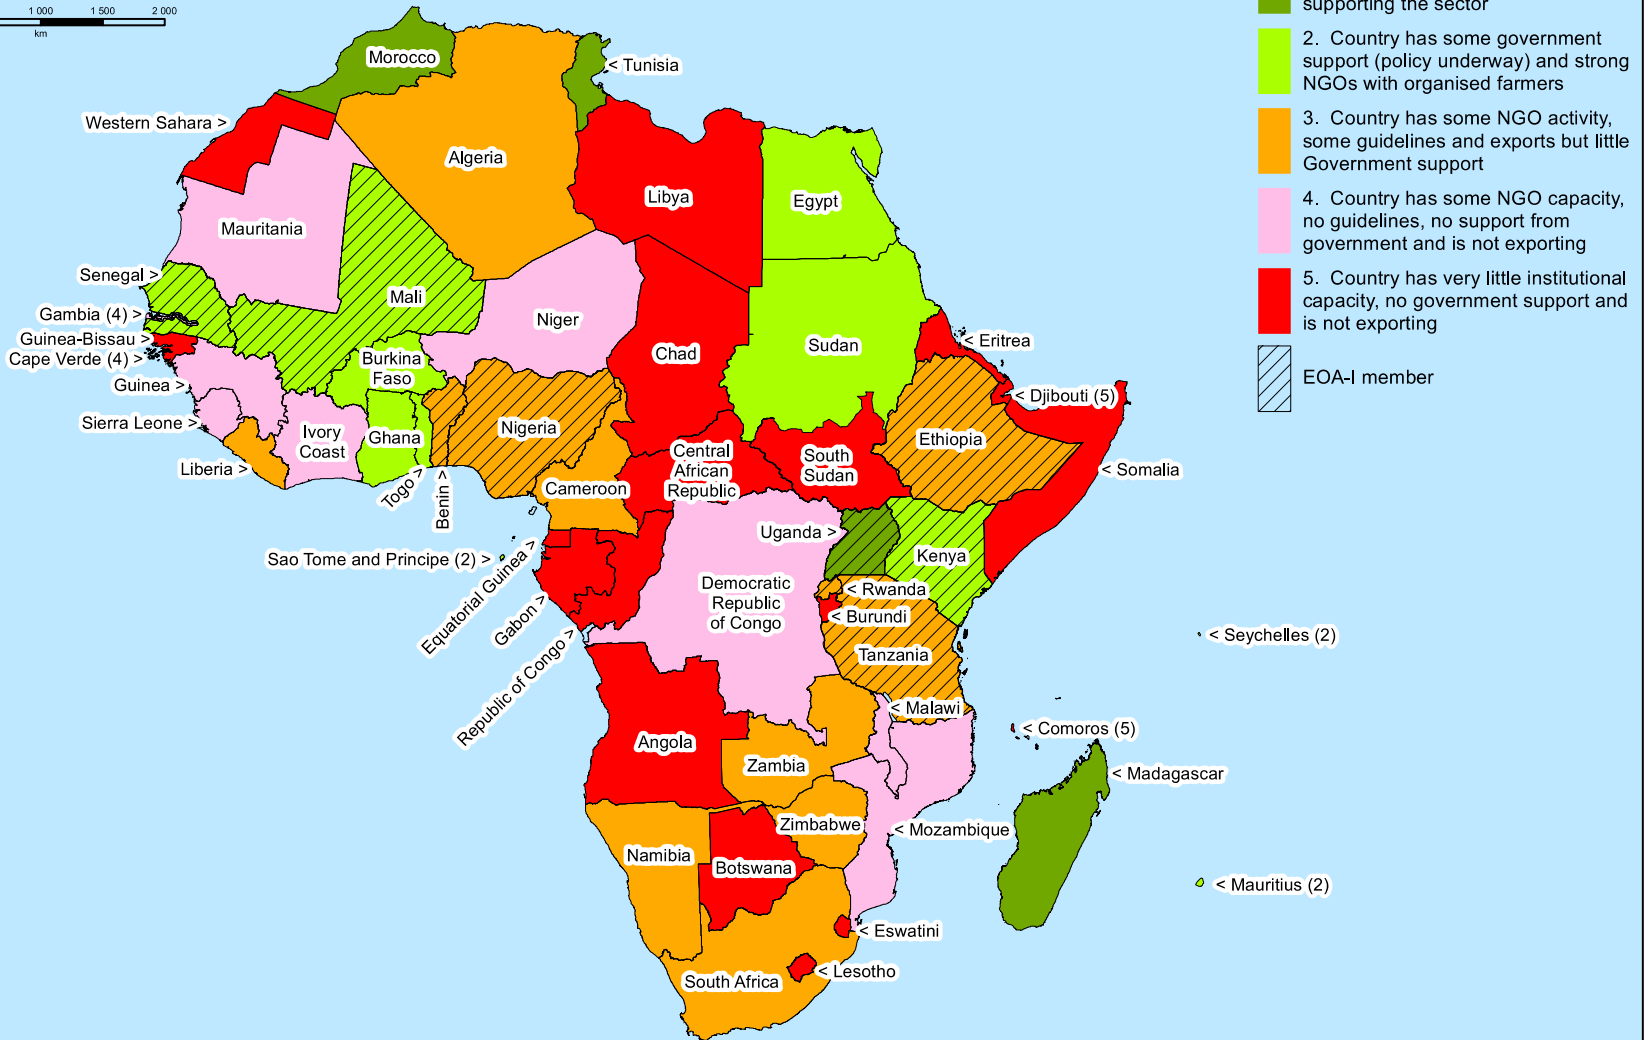 1 000 1 500 2 000
km
supporting the sector
2. Country has some government
support (policy underway) and strong
NGOs with organised farmers
3. Country has some NGO activity,
some guidelines and exports but little
Government support
4. Country has some NGO capacity,
no guidelines, no support from
government and is not exporting
5. Country has very little institutional
capacity, no government support and
is not exporting
EOA-I member
Morocco
< Tunisia
Western Sahara >
Algeria
Libya
Egypt
Mauritania
Senegal >
Mali
Gambia (4) >
Niger
Guinea-Bissau >
Cape Verde (4) >
Burkina
Faso
Chad
Sudan
< Eritrea
Guinea >
< Djibouti (5)
Sierra Leone >
Ivory
Coast
Ghana
Nigeria
Ethiopia
Liberia >
Togo >
Benin >
Cameroon
Central
African
Republic
South
Sudan
< Somalia
Uganda >
Kenya
Sao Tome and Principe (2) >
Equatorial Guinea >
Gabon >
Republic of Congo >
Democratic
Republic
of Congo
< Rwanda
< Burundi
Tanzania
< Seychelles (2)
< Malawi
< Comoros (5)
Angola
Zambia
< Madagascar
Zimbabwe
< Mozambique
Namibia
Botswana
< Mauritius (2)
< Eswatini
South Africa
< Lesotho